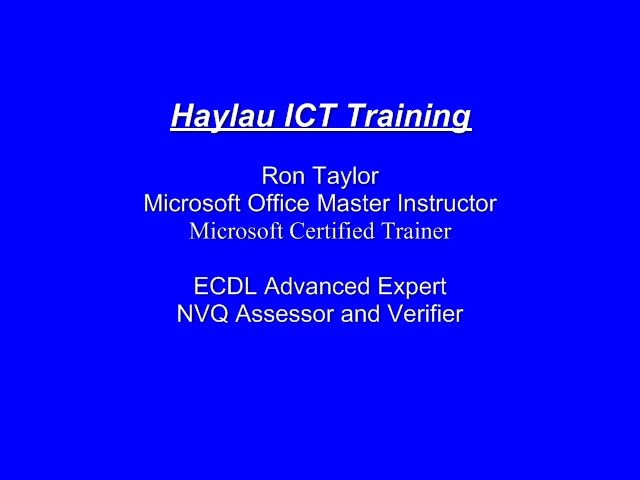 Haylau ICT Training
Ron Taylor
Microsoft Office Master Instructor
Microsoft Certified Trainer
ECDL Advanced Expert
NVQ Assessor and Verifier